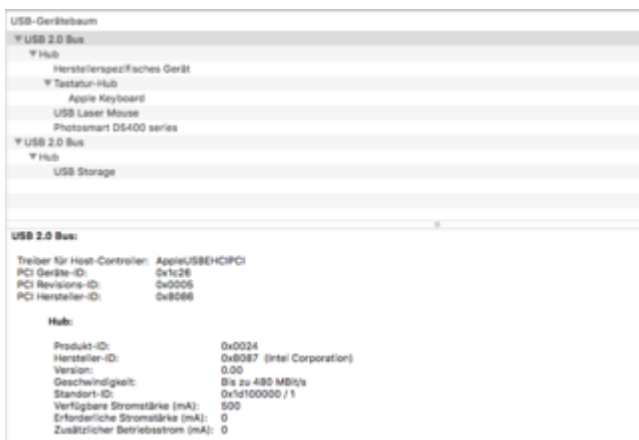 USB-Gerätebaum
USB 2.0 Bus
Hub
Herstellerspezifisches Gerät
Tastatur-Hub
Apple Keyboard
USB Laser Mouse
Photosmart D5400 series
USB 2.0 Bus
Hub
USB Storage
USB 2.0 Bus:
Treiber für Host-Controller: AppleUSBEHCIPCI
PCI Geräte-ID: 0x1c26
PCI Revisions-ID: 0x0005
PCI Hersteller-ID: 0x8086
Hub:
Produkt-ID: 0x0024
Hersteller-ID: 0x8087 (Intel Corporation)
Version: 0.00
Geschwindigkeit: Bis zu 480 MBit/s
Standort-ID: 0x1d100000 / 1
Verfügbare Stromstärke (mA): 500
Erforderliche Stromstärke (mA): 0
Zusätzlicher Betriebsstrom (mA): 0